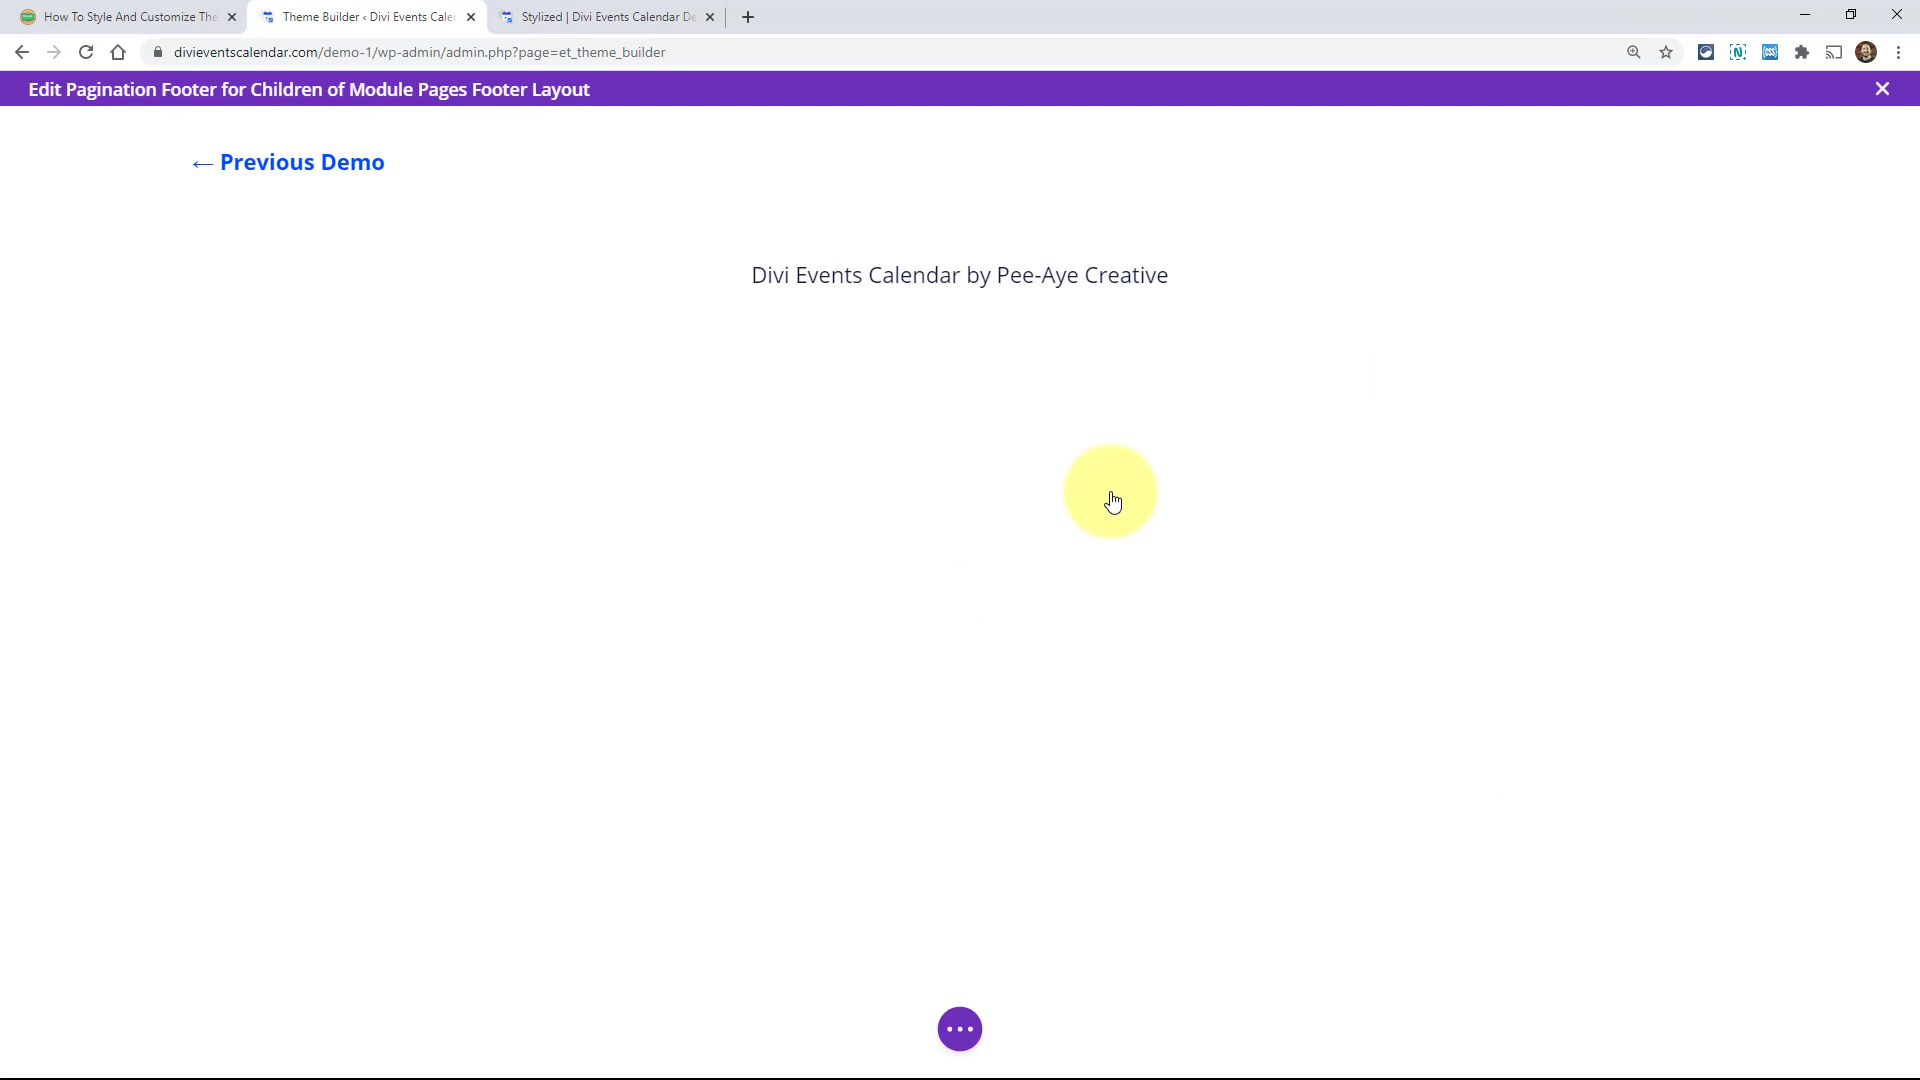 How To Style And Customize The
Theme Builder ‹ Divi Events Caler
Stylized | Divi Events Calendar De
divieventscalendar.com/demo-1/wp-admin/admin.php?page=et_theme_builder
Edit Pagination Footer for Children of Module Pages Footer Layout
← Previous Demo
Divi Events Calendar by Pee-Aye Creative